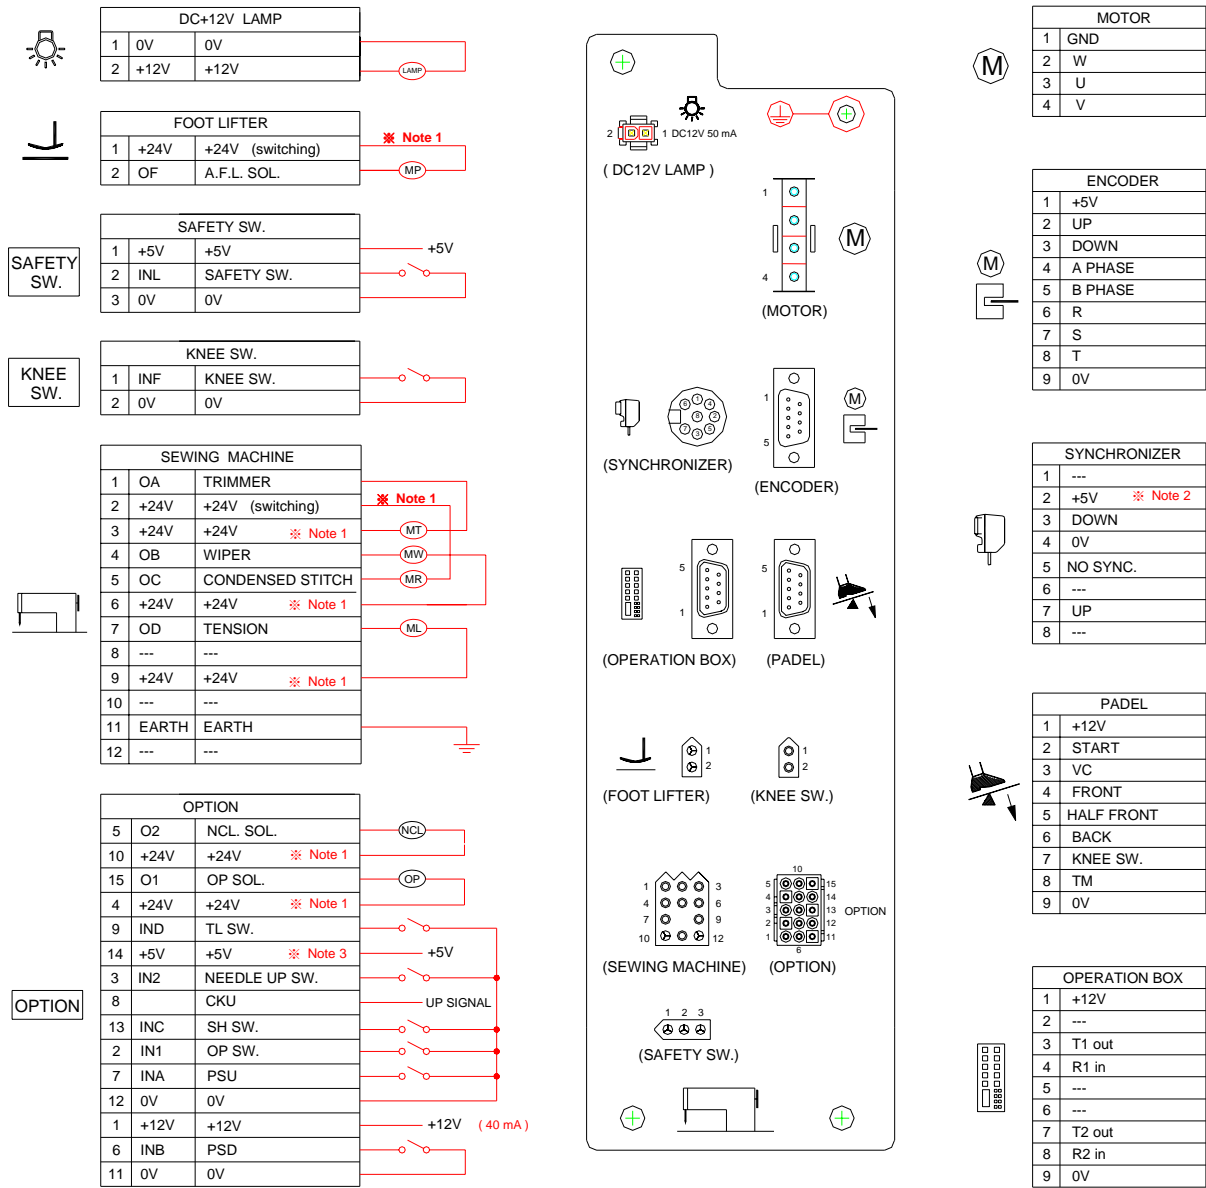 DC+12V LAMP
1 0V 0V
2 +12V +12V
LAMP
FOOT LIFTER
※ Note 1
1 +24V +24V (switching)
2 OF A.F.L. SOL.
MP
SAFETY SW.
SAFETY SW.
1 +5V +5V
+5V
2 INL SAFETY SW.
3 0V 0V
KNEE SW.
KNEE SW.
1 INF KNEE SW.
2 0V 0V
SEWING MACHINE
1 OA TRIMMER
2 +24V +24V (switching)
※ Note 1
3 +24V +24V ※ Note 1
MT
4 OB WIPER
MW
5 OC CONDENSED STITCH
MR
6 +24V +24V ※ Note 1
7 OD TENSION
ML
8 --- ---
9 +24V +24V ※ Note 1
10 --- ---
11 EARTH EARTH
12 --- ---
OPTION
OPTION
5 O2 NCL. SOL.
NCL
10 +24V +24V ※ Note 1
15 O1 OP SOL.
OP
4 +24V +24V ※ Note 1
9 IND TL SW.
14 +5V +5V ※ Note 3
+5V
3 IN2 NEEDLE UP SW.
8 CKU
UP SIGNAL
13 INC SH SW.
2 IN1 OP SW.
7 INA PSU
12 0V 0V
1 +12V +12V
+12V ( 40 mA )
6 INB PSD
11 0V 0V
2 1 DC12V 50 mA
( DC12V LAMP )
1
M
4
(MOTOR)
6 1 4
8 2
7 3 5
(SYNCHRONIZER)
1
M
5
(ENCODER)
5
1
(OPERATION BOX)
5
1
(PADEL)
1
2
(FOOT LIFTER)
1
2
(KNEE SW.)
1 3
4 6
7 9
10 12
(SEWING MACHINE)
10
5 15
4 14
3 13 OPTION
2 12
1 11
6
(OPTION)
1 2 3
(SAFETY SW.)
M
MOTOR
1 GND
2 W
3 U
4 V
M
ENCODER
1 +5V
2 UP
3 DOWN
4 A PHASE
5 B PHASE
6 R
7 S
8 T
9 0V
SYNCHRONIZER
1 ---
2 +5V ※ Note 2
3 DOWN
4 0V
5 NO SYNC.
6 ---
7 UP
8 ---
PADEL
1 +12V
2 START
3 VC
4 FRONT
5 HALF FRONT
6 BACK
7 KNEE SW.
8 TM
9 0V
OPERATION BOX
1 +12V
2 ---
3 T1 out
4 R1 in
5 ---
6 ---
7 T2 out
8 R2 in
9 0V